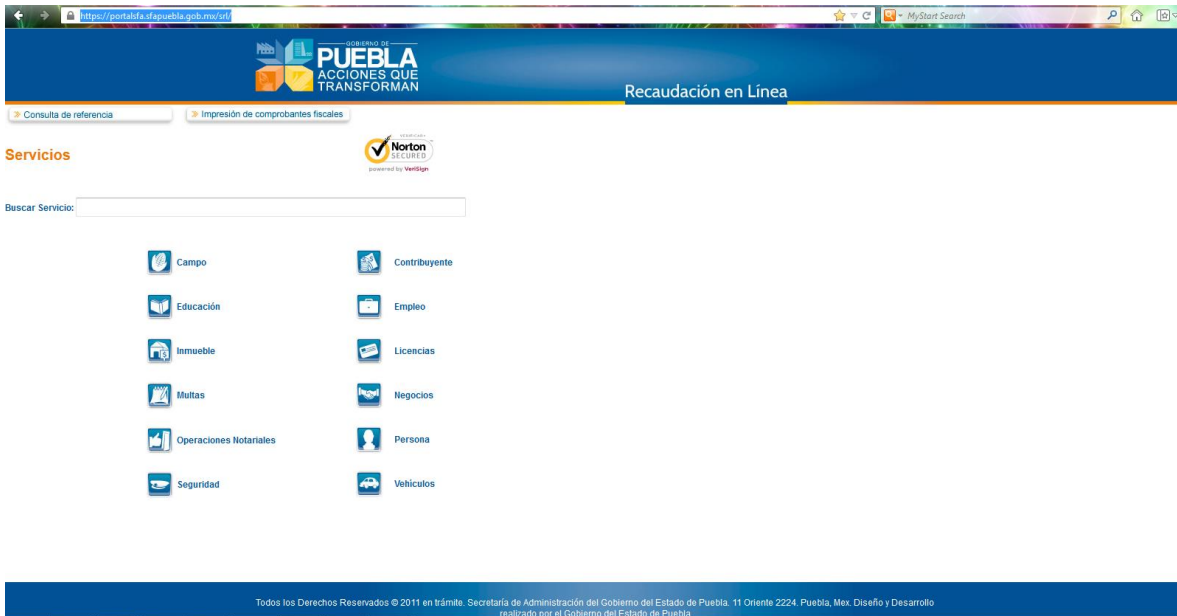 https://portalsfa.sfapuebla.gob.mx/srl/
MyStart Search
GOBIERNO DE
PUEBLA
ACCIONES QUE
TRANSFORMAN
Recaudación en Línea
Consulta de referencia
Impresión de comprobantes fiscales
Servicios
Norton
SECURED
powered by VeriSign
Buscar Servicio:
Campo
Contribuyente
Educación
Empleo
Inmueble
Licencias
Multas
Negocios
Operaciones Notariales
Persona
Seguridad
Vehículos
Todos los Derechos Reservados © 2011 en trámite. Secretaría de Administración del Gobierno del Estado de Puebla. 11 Oriente 2224. Puebla, Mex. Diseño y Desarrollo
realizado por el Gobierno del Estado de Puebla